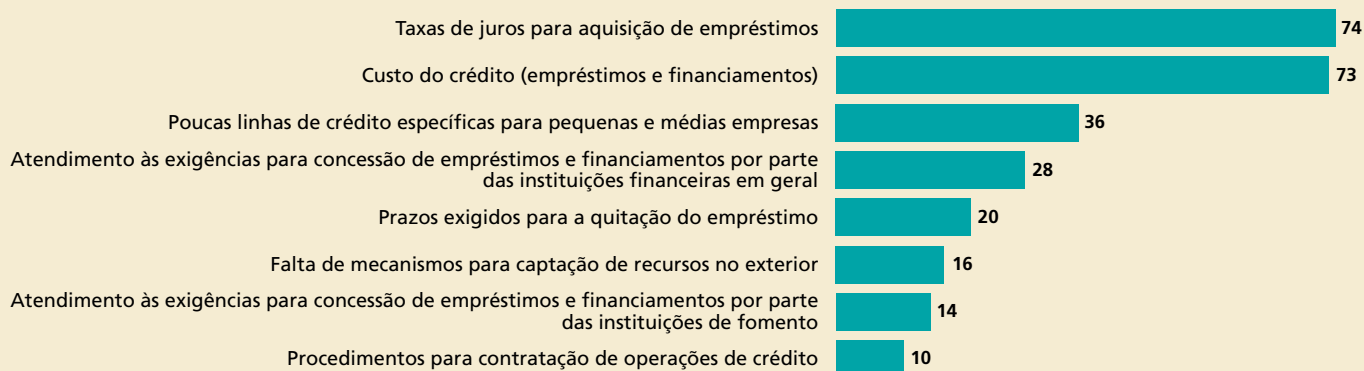 Taxas de juros para aquisição de empréstimos 74
Custo do crédito (empréstimos e financiamentos) 73
Poucas linhas de crédito específicas para pequenas e médias empresas 36
Atendimento às exigências para concessão de empréstimos e financiamentos por parte
das instituições financeiras em geral 28
Prazos exigidos para a quitação do empréstimo 20
Falta de mecanismos para captação de recursos no exterior 16
Atendimento às exigências para concessão de empréstimos e financiamentos por parte
das instituições de fomento 14
Procedimentos para contratação de operações de crédito 10